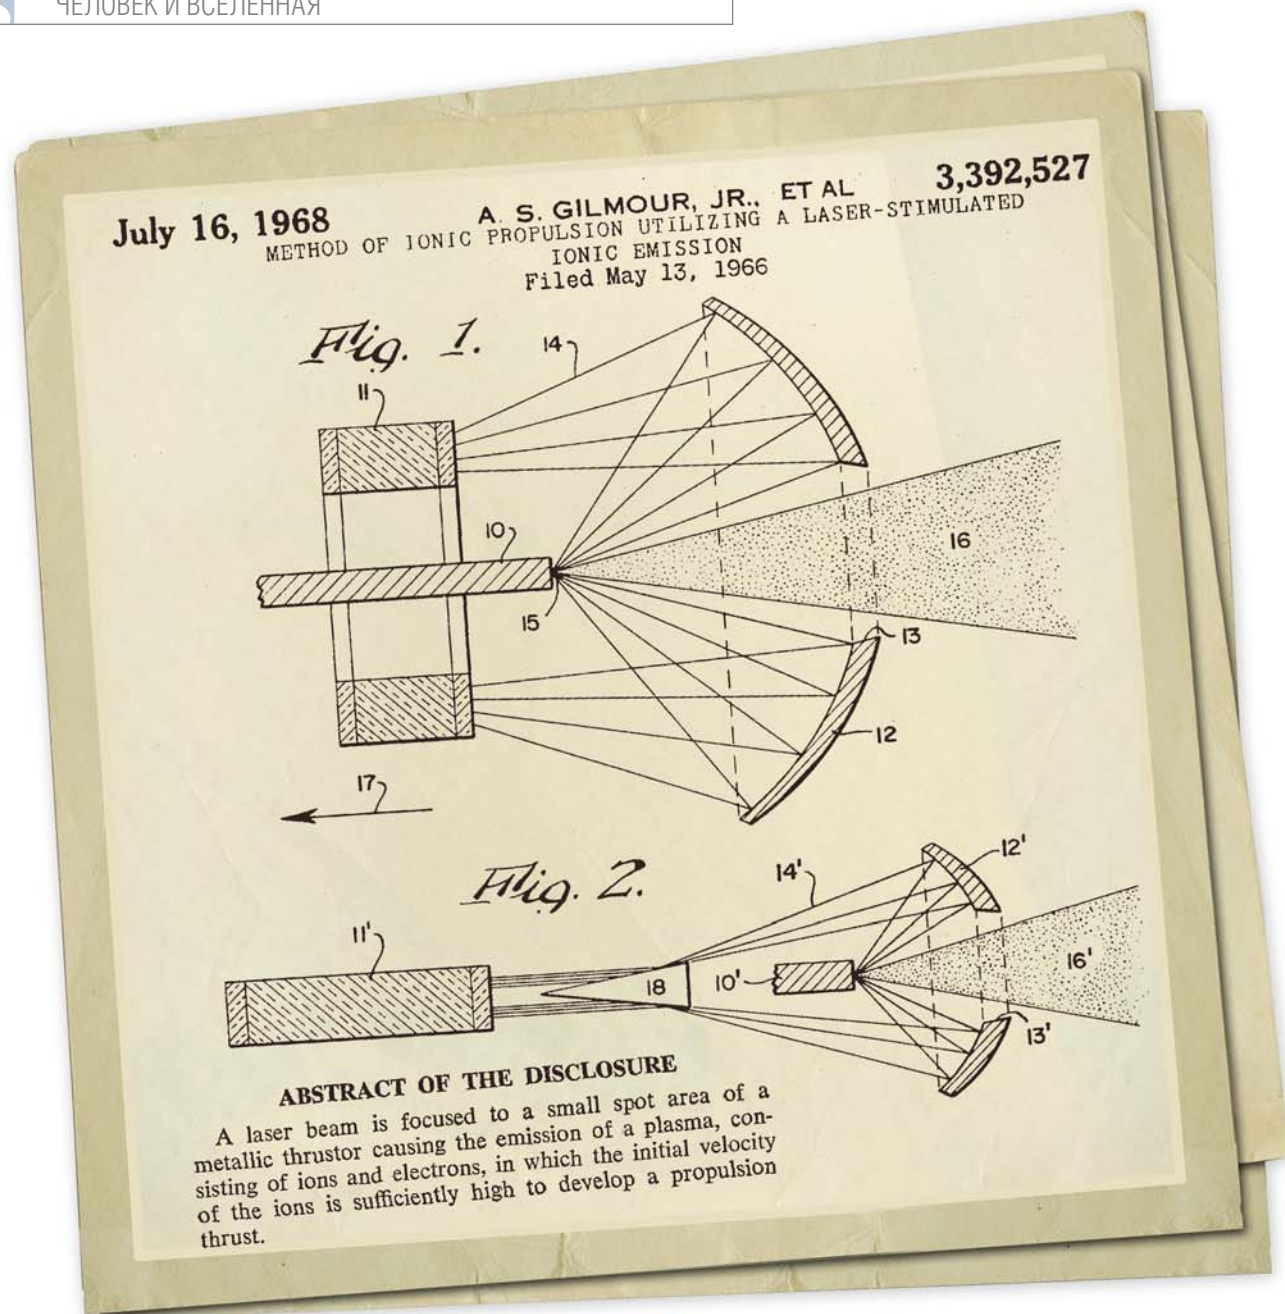 ЧЕЛОВЕК И ВСЕЛЕННАЯ
July 16, 1968
A. S. GILMOUR, JR., ET AL
3,392,527
METHOD OF IONIC PROPULSION UTILIZING A LASER-STIMULATED
IONIC EMISSION
Filed May 13, 1966
Fig. 1.
14
11
10
16
15
13
12
17
Fig. 2.
12'
14'
11'
18
10'
16'
13'
ABSTRACT OF THE DISCLOSURE
A laser beam is focused to a small spot area of a
metallic thrustor causing the emission of a plasma, con-
sisting of ions and electrons, in which the initial velocity
of the ions is sufficiently high to develop a propulsion
thrust.